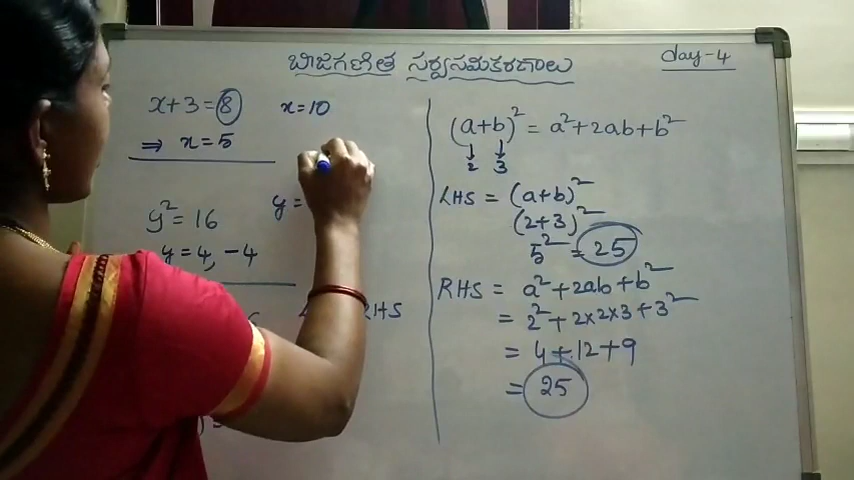 ಬೀಜಗಣಿತ ಸರ್ವಸಮೀಕರಣಗಳು
day-4
x+3=8
x=10
⇒ x=5
y²=16
y=
y=4, -4
RHS
(a+b)² = a²+2ab+b²
↓ ↓
2 3
LHS = (a+b)²
(2+3)²
5² = 25
RHS = a²+2ab+b²
= 2²+2×2×3+3²
= 4+12+9
= 25